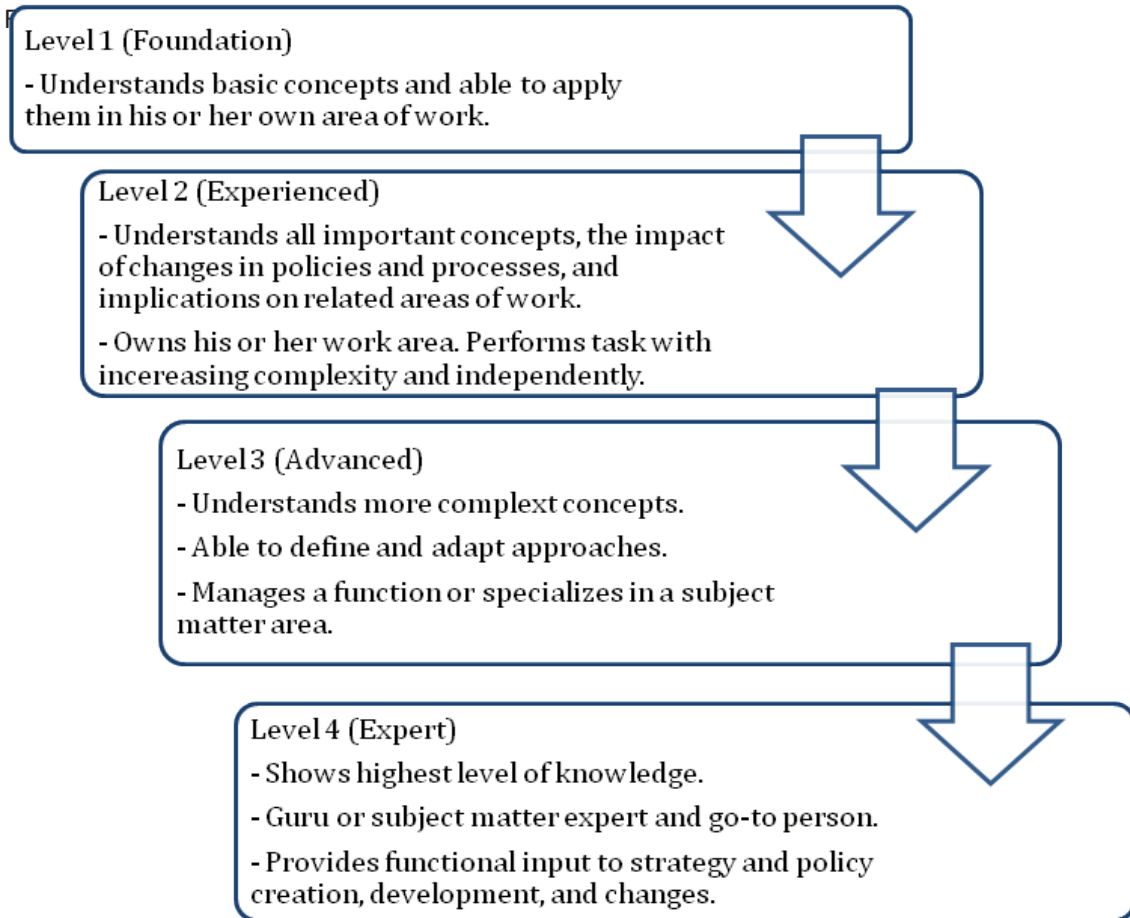 Level 1 (Foundation)
- Understands basic concepts and able to apply
them in his or her own area of work.
Level 2 (Experienced)
- Understands all important concepts, the impact
of changes in policies and processes, and
implications on related areas of work.
- Owns his or her work area. Performs task with
incereasing complexity and independently.
Level 3 (Advanced)
- Understands more complext concepts.
- Able to define and adapt approaches.
- Manages a function or specializes in a subject
matter area.
Level 4 (Expert)
- Shows highest level of knowledge.
- Guru or subject matter expert and go-to person.
- Provides functional input to strategy and policy
creation, development, and changes.